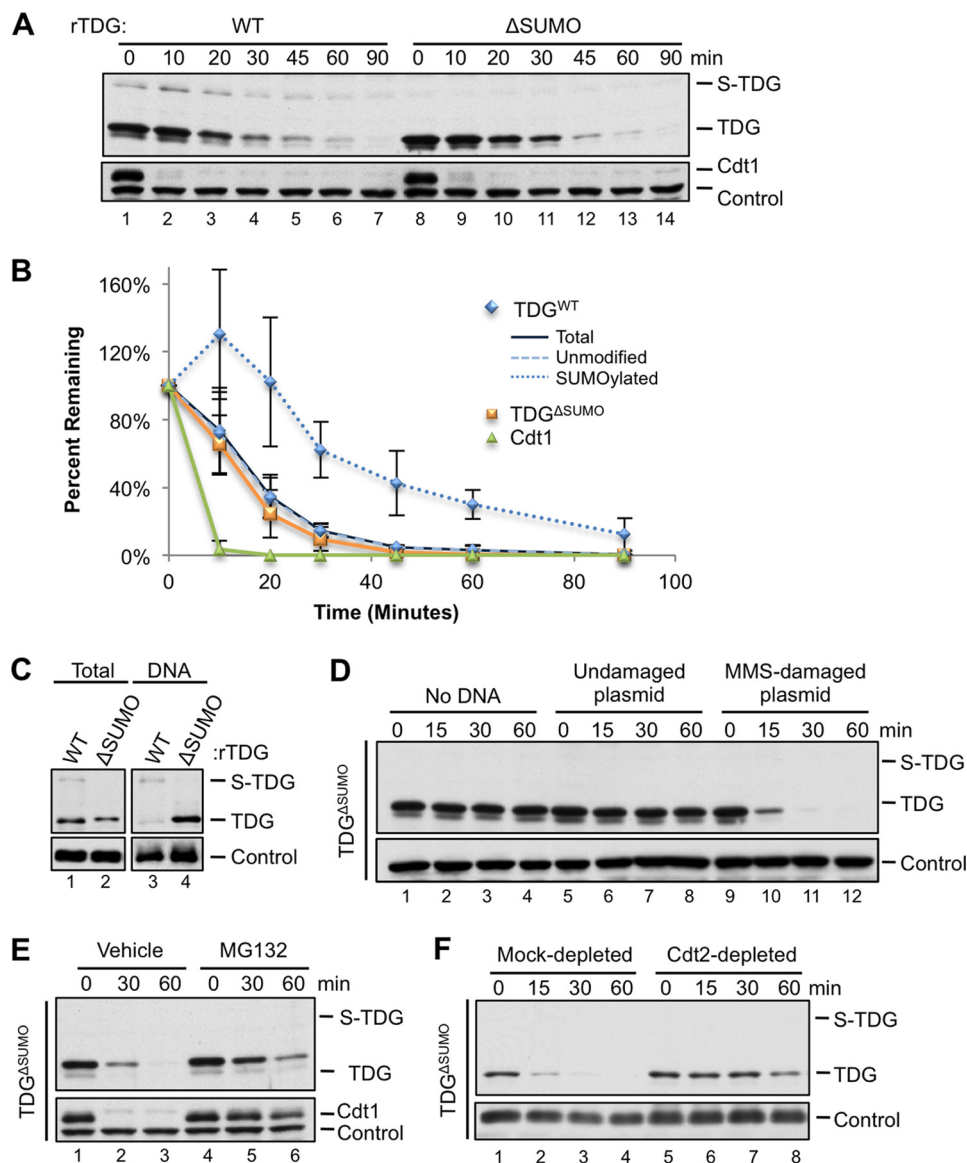 A
rTDG: WT ΔSUMO
0 10 20 30 45 60 90 0 10 20 30 45 60 90 min
S-TDG
TDG
Cdt1
Control
1 2 3 4 5 6 7 8 9 10 11 12 13 14
B
Percent Remaining
160%
120%
80%
40%
0%
0 20 40 60 80 100
Time (Minutes)
TDG^WT
Total
Unmodified
SUMOylated
TDG^ΔSUMO
Cdt1
C
Total DNA
WT ΔSUMO WT ΔSUMO :rTDG
S-TDG
TDG
Control
1 2 3 4
D
No DNA Undamaged plasmid MMS-damaged plasmid
0 15 30 60 0 15 30 60 0 15 30 60 min
TDG^ΔSUMO
S-TDG
TDG
Control
1 2 3 4 5 6 7 8 9 10 11 12
E
Vehicle MG132
0 30 60 0 30 60 min
TDG^ΔSUMO
S-TDG
TDG
Cdt1
Control
1 2 3 4 5 6
F
Mock-depleted Cdt2-depleted
0 15 30 60 0 15 30 60 min
TDG^ΔSUMO
S-TDG
TDG
Control
1 2 3 4 5 6 7 8